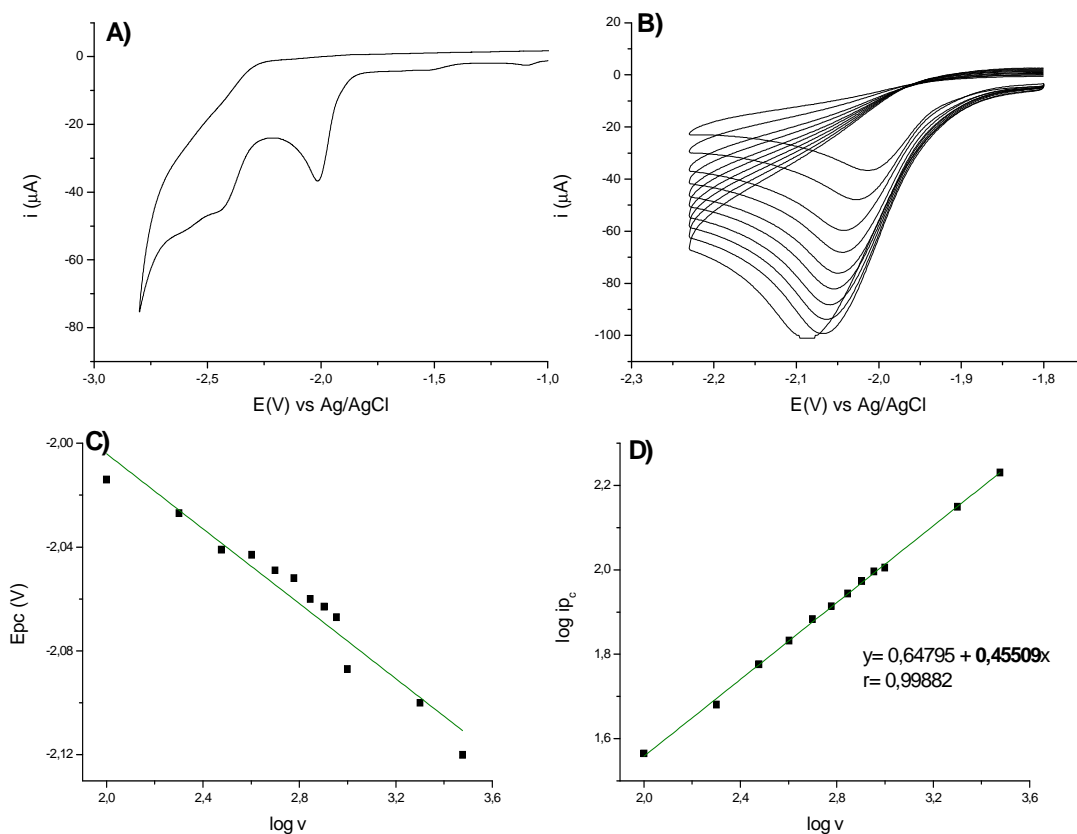 A)
0
-20
-40
-60
-80
i (µA)
-3,0 -2,5 -2,0 -1,5 -1,0
E(V) vs Ag/AgCl
B)
20
0
-20
-40
-60
-80
-100
i (µA)
-2,3 -2,2 -2,1 -2,0 -1,9 -1,8
E(V) vs Ag/AgCl
C)
-2,00
-2,04
-2,08
-2,12
Epc (V)
2,0 2,4 2,8 3,2 3,6
log v
D)
2,2
2,0
1,8
1,6
log ipc
y= 0,64795 + 0,45509x
r= 0,99882
2,0 2,4 2,8 3,2 3,6
log v